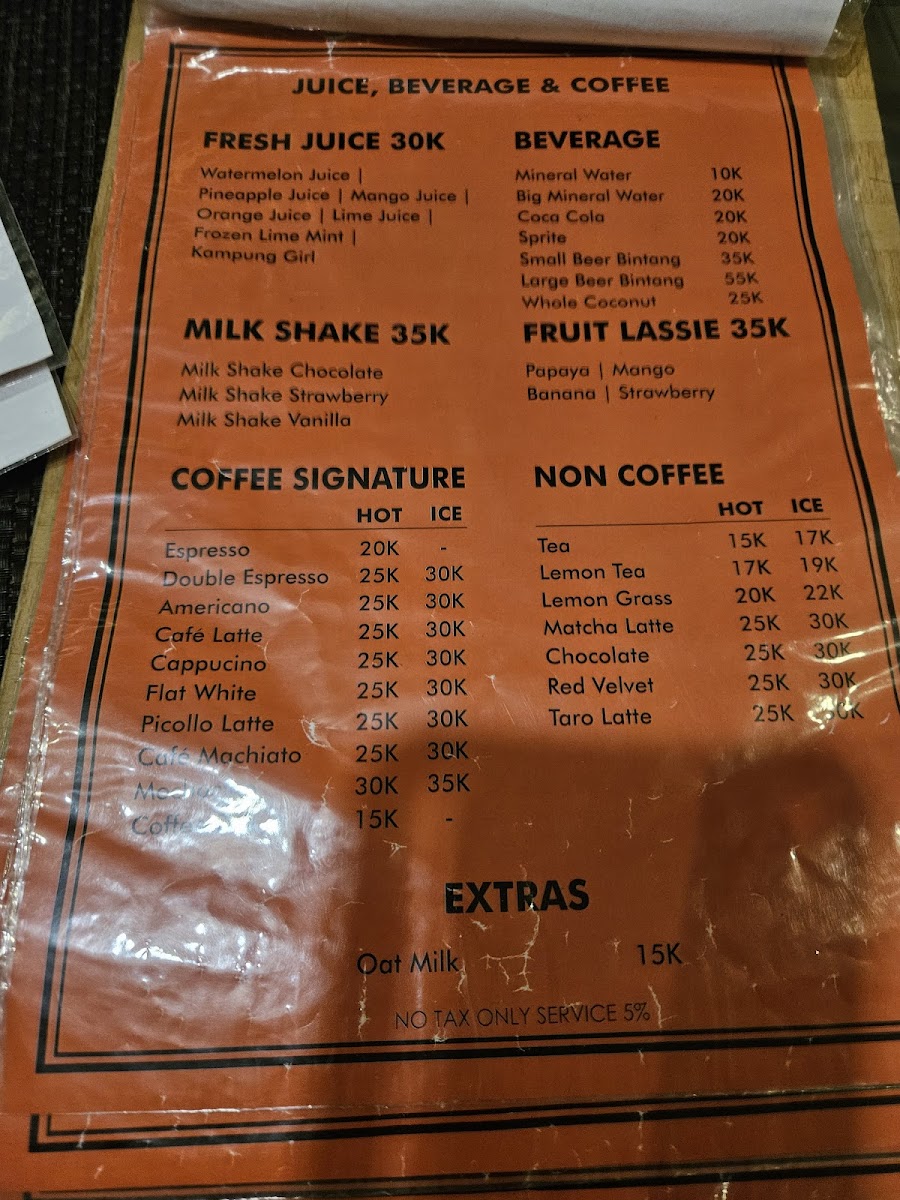 JUICE, BEVERAGE & COFFEE
FRESH JUICE 30K
Watermelon Juice |
Pineapple Juice | Mango Juice |
Orange Juice | Lime Juice |
Frozen Lime Mint |
Kampung Girl
BEVERAGE
Mineral Water 10K
Big Mineral Water 20K
Coca Cola 20K
Sprite 20K
Small Beer Bintang 35K
Large Beer Bintang 55K
Whole Coconut 25K
MILK SHAKE 35K
Milk Shake Chocolate
Milk Shake Strawberry
Milk Shake Vanilla
FRUIT LASSIE 35K
Papaya | Mango
Banana | Strawberry
COFFEE SIGNATURE
HOT ICE
Espresso 20K -
Double Espresso 25K 30K
Americano 25K 30K
Café Latte 25K 30K
Cappucino 25K 30K
Flat White 25K 30K
Picollo Latte 25K 30K
Café Machiato 25K 30K
30K 35K
Coffee 15K -
NON COFFEE
HOT ICE
Tea 15K 17K
Lemon Tea 17K 19K
Lemon Grass 20K 22K
Matcha Latte 25K 30K
Chocolate 25K 30K
Red Velvet 25K 30K
Taro Latte 25K 30K
EXTRAS
Oat Milk 15K
NO TAX ONLY SERVICE 5%